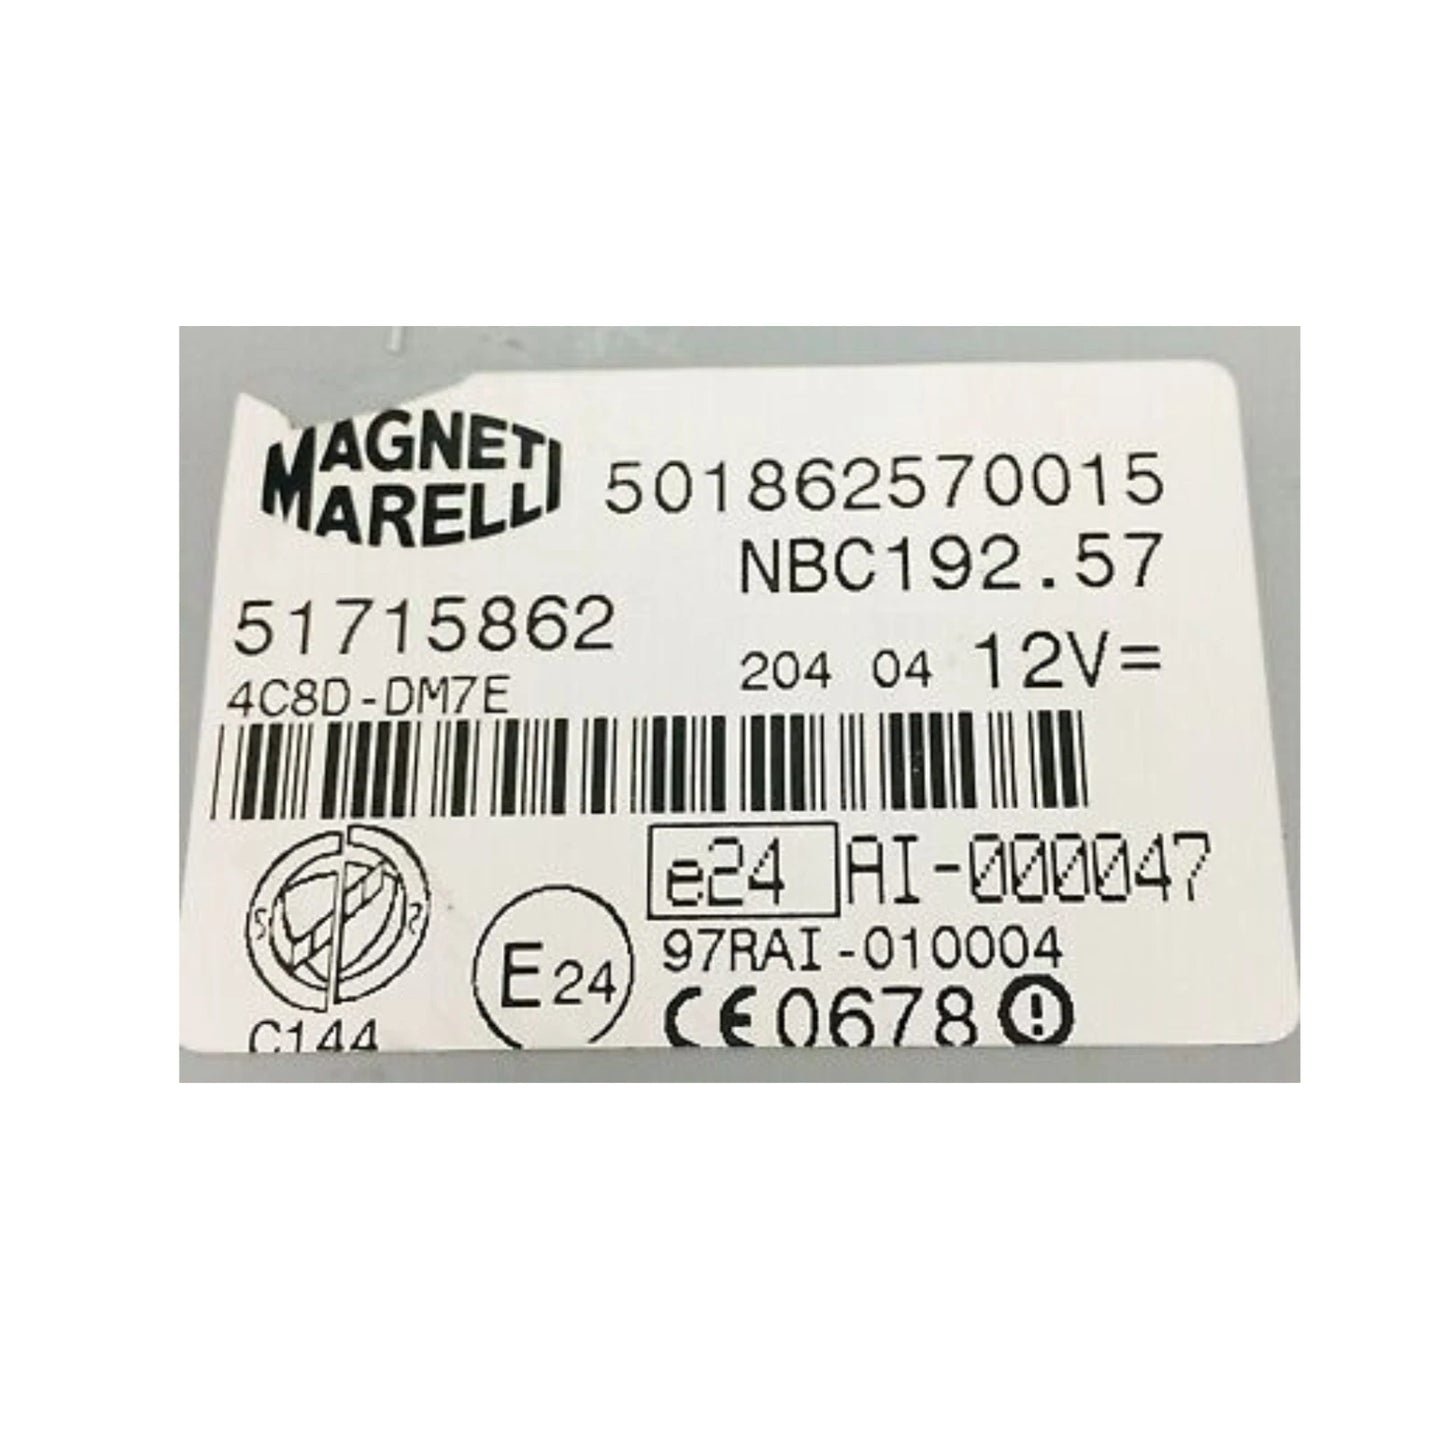 MAGNETI
MARELLI
501862570015
NBC192.57
51715862
204 04 12V=
4C8D-DM7E
e24 AI-000047
97RAI-010004
E24
CE0678!
C144